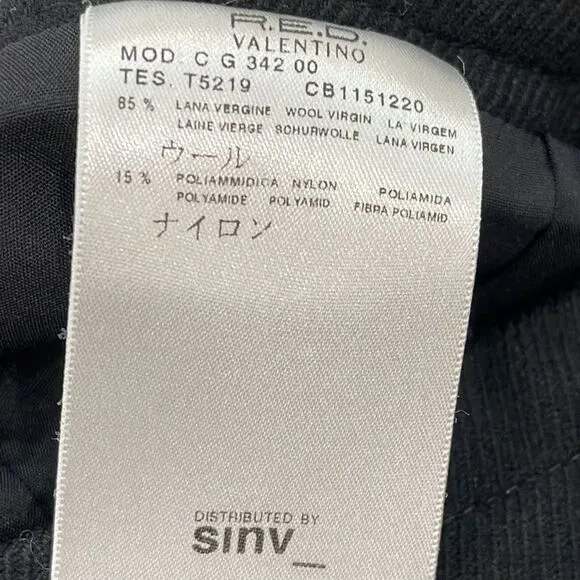 R.E.D.
VALENTINO
MOD. C G 342 00
TES. T5219 CB1151220
85 % LANA VERGINE WOOL VIRGIN LA VIRGEM
LAINE VIERGE SCHURWOLLE LANA VIRGEN
ウール
15 % POLIAMMIDICA NYLON POLIAMIDA
POLYAMIDE POLYAMID FIBRA POLIAMID
ナイロン
DISTRIBUTED BY
sinv_